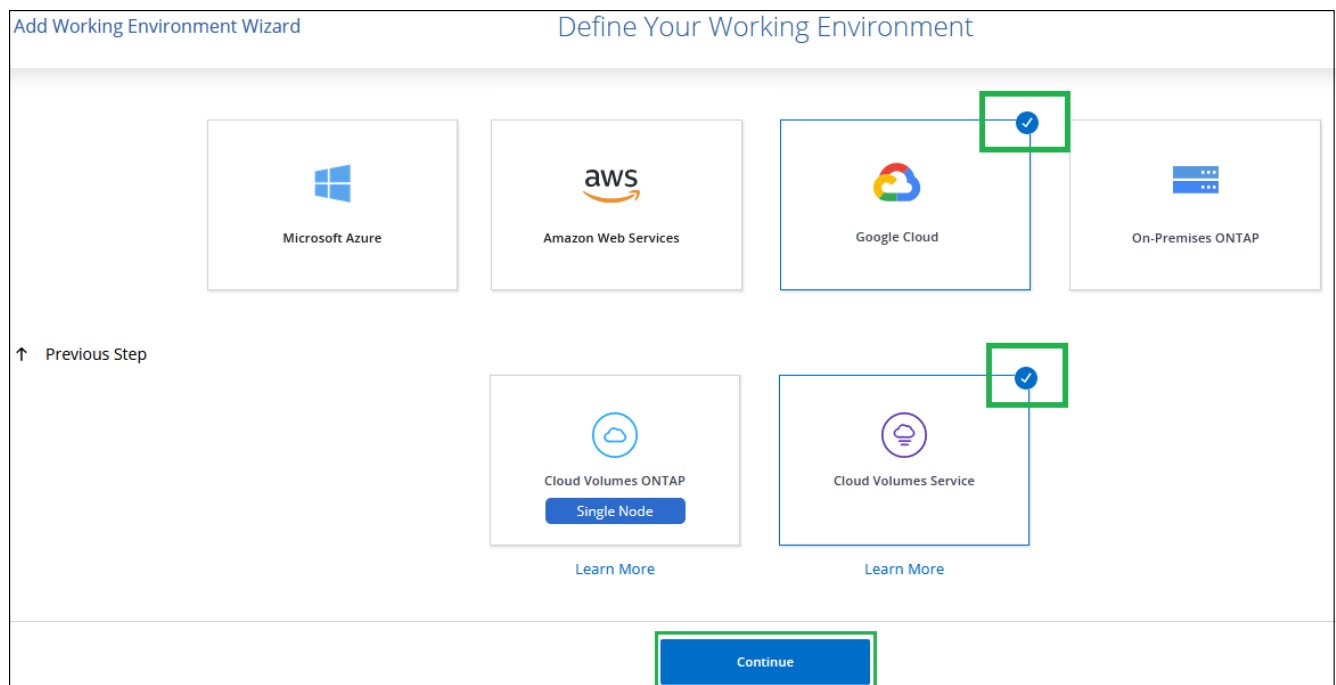 Add Working Environment Wizard
Define Your Working Environment
aws
Microsoft Azure
Amazon Web Services
Google Cloud
On-Premises ONTAP
↑ Previous Step
Cloud Volumes ONTAP
Single Node
Cloud Volumes Service
Learn More
Learn More
Continue